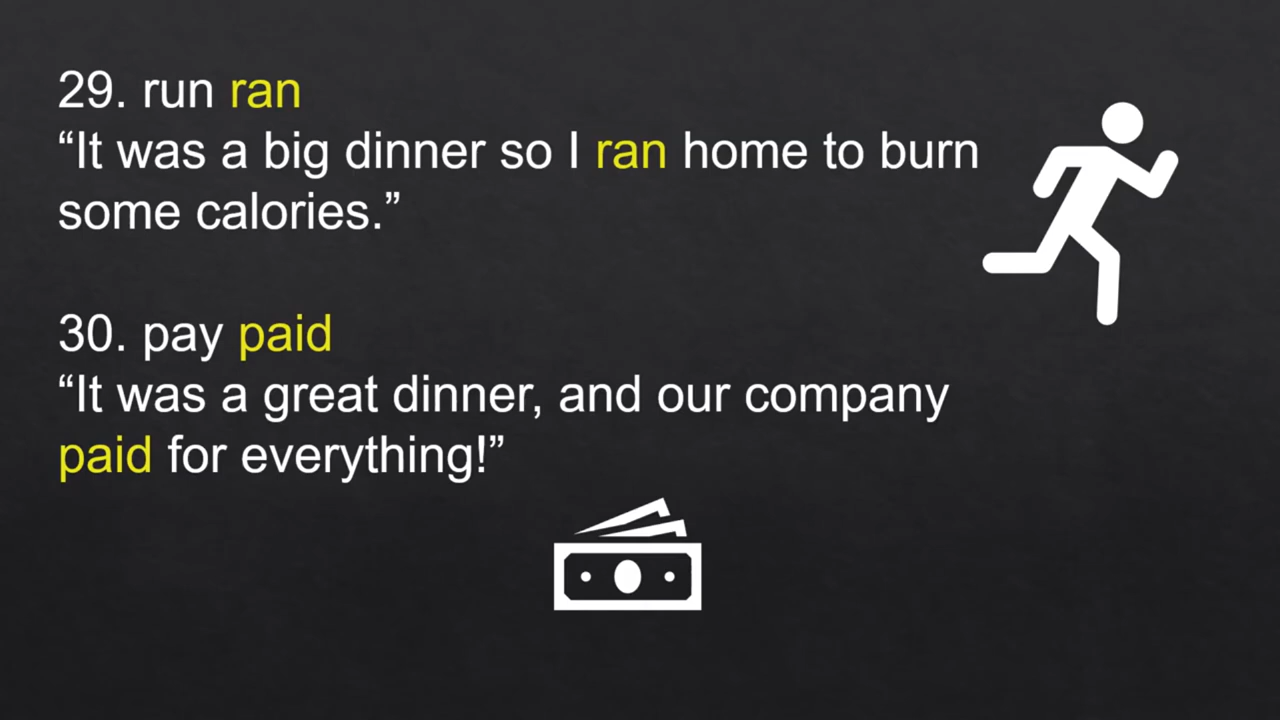 29. run ran
“It was a big dinner so I ran home to burn
some calories.”
30. pay paid
“It was a great dinner, and our company
paid for everything!”